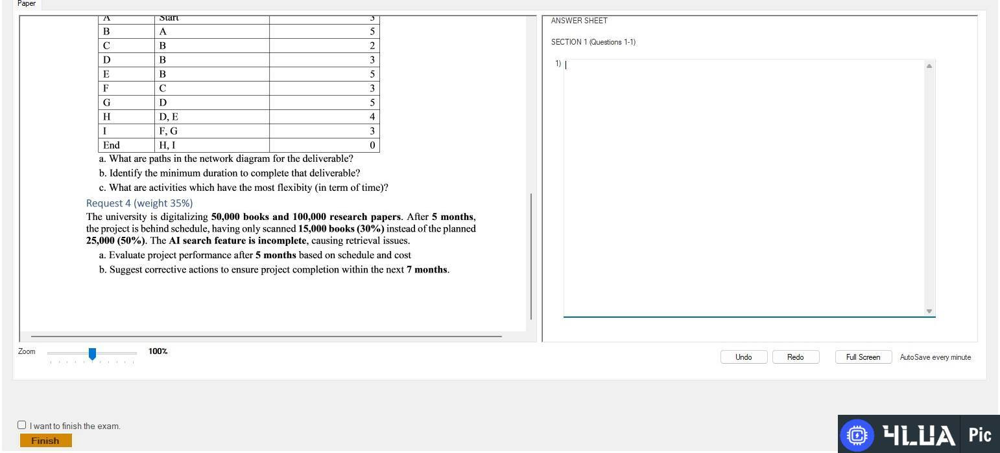 Paper
A Start 3
B A 5
C B 2
D B 3
E B 5
F C 3
G D 5
H D, E 4
I F, G 3
End H, I 0
a. What are paths in the network diagram for the deliverable?
b. Identify the minimum duration to complete that deliverable?
c. What are activities which have the most flexibity (in term of time)?
Request 4 (weight 35%)
The university is digitalizing 50,000 books and 100,000 research papers. After 5 months,
the project is behind schedule, having only scanned 15,000 books (30%) instead of the planned
25,000 (50%). The AI search feature is incomplete, causing retrieval issues.
a. Evaluate project performance after 5 months based on schedule and cost
b. Suggest corrective actions to ensure project completion within the next 7 months.
ANSWER SHEET
SECTION 1 (Questions 1-1)
1)
Zoom 100%
Undo Redo Full Screen AutoSave every minute
I want to finish the exam.
Finish
Pic